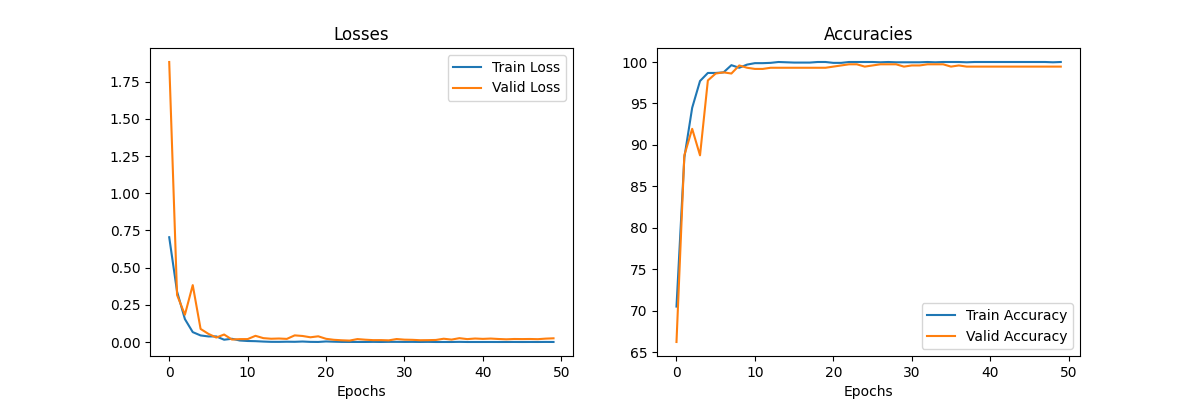 Losses
1.75
1.50
1.25
1.00
0.75
0.50
0.25
0.00
0 10 20 30 40 50
Epochs
Train Loss
Valid Loss
Accuracies
100
95
90
85
80
75
70
65
0 10 20 30 40 50
Epochs
Train Accuracy
Valid Accuracy